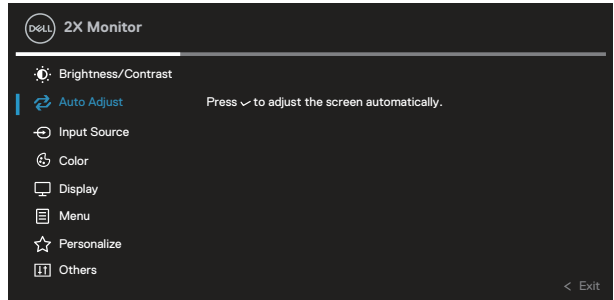 DELL 2X Monitor
Brightness/Contrast
Auto Adjust Press ✓ to adjust the screen automatically.
Input Source
Color
Display
Menu
Personalize
Others
< Exit